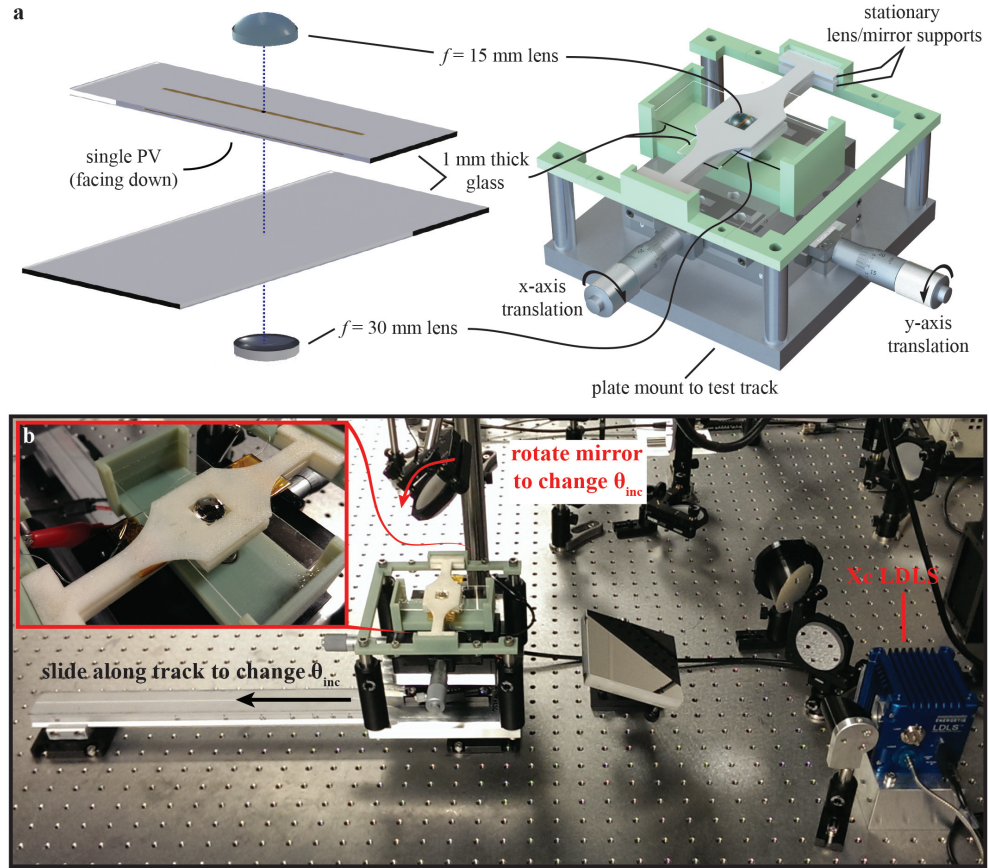 a
f = 15 mm lens
stationary
lens/mirror supports
single PV
(facing down)
1 mm thick
glass
x-axis
translation
y-axis
translation
f = 30 mm lens
plate mount to test track
b
rotate mirror
to change θinc
Xe LDLS
slide along track to change θinc
ENERGETIQ
LDLS